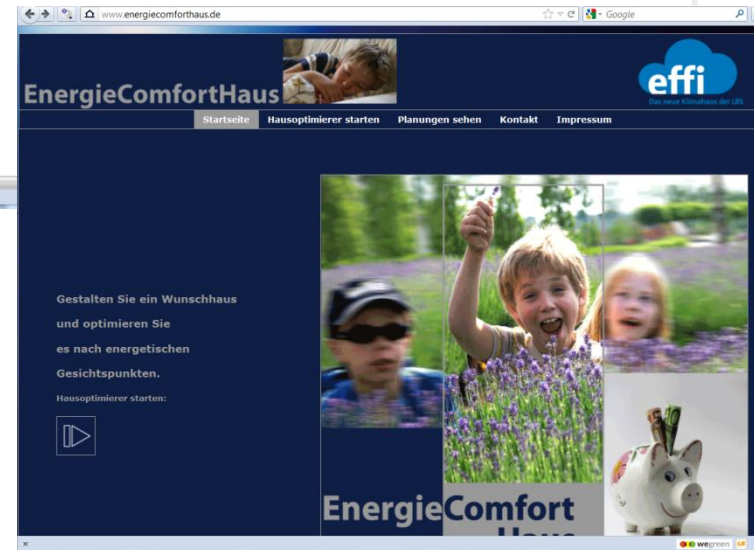 www.energiecomforthaus.de
Google
EnergieComfortHaus
effi
Das neue Klimahaus der LBS
Startseite Hausoptimierer starten Planungen sehen Kontakt Impressum
Gestalten Sie ein Wunschhaus
und optimieren Sie
es nach energetischen
Gesichtspunkten.
Hausoptimierer starten:
EnergieComfort
Haus
wegreen